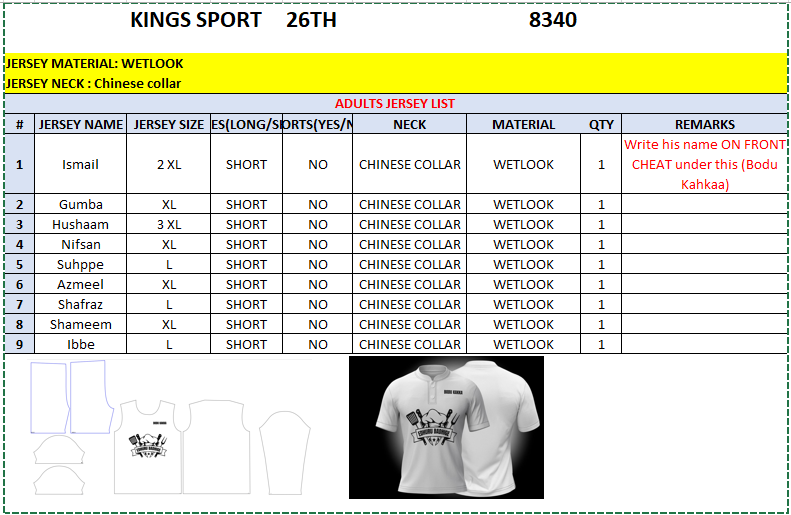 KINGS SPORT 26TH 8340
JERSEY MATERIAL: WETLOOK
JERSEY NECK : Chinese collar
ADULTS JERSEY LIST
# JERSEY NAME JERSEY SIZE ES(LONG/S ORTS(YES/N NECK MATERIAL QTY REMARKS
1 Ismail 2 XL SHORT NO CHINESE COLLAR WETLOOK 1 Write his name ON FRONT
CHEAT under this (Bodu
Kahkaa)
2 Gumba XL SHORT NO CHINESE COLLAR WETLOOK 1
3 Hushaam 3 XL SHORT NO CHINESE COLLAR WETLOOK 1
4 Nifsan XL SHORT NO CHINESE COLLAR WETLOOK 1
5 Suhppe L SHORT NO CHINESE COLLAR WETLOOK 1
6 Azmeel XL SHORT NO CHINESE COLLAR WETLOOK 1
7 Shafraz L SHORT NO CHINESE COLLAR WETLOOK 1
8 Shameem XL SHORT NO CHINESE COLLAR WETLOOK 1
9 Ibbe L SHORT NO CHINESE COLLAR WETLOOK 1